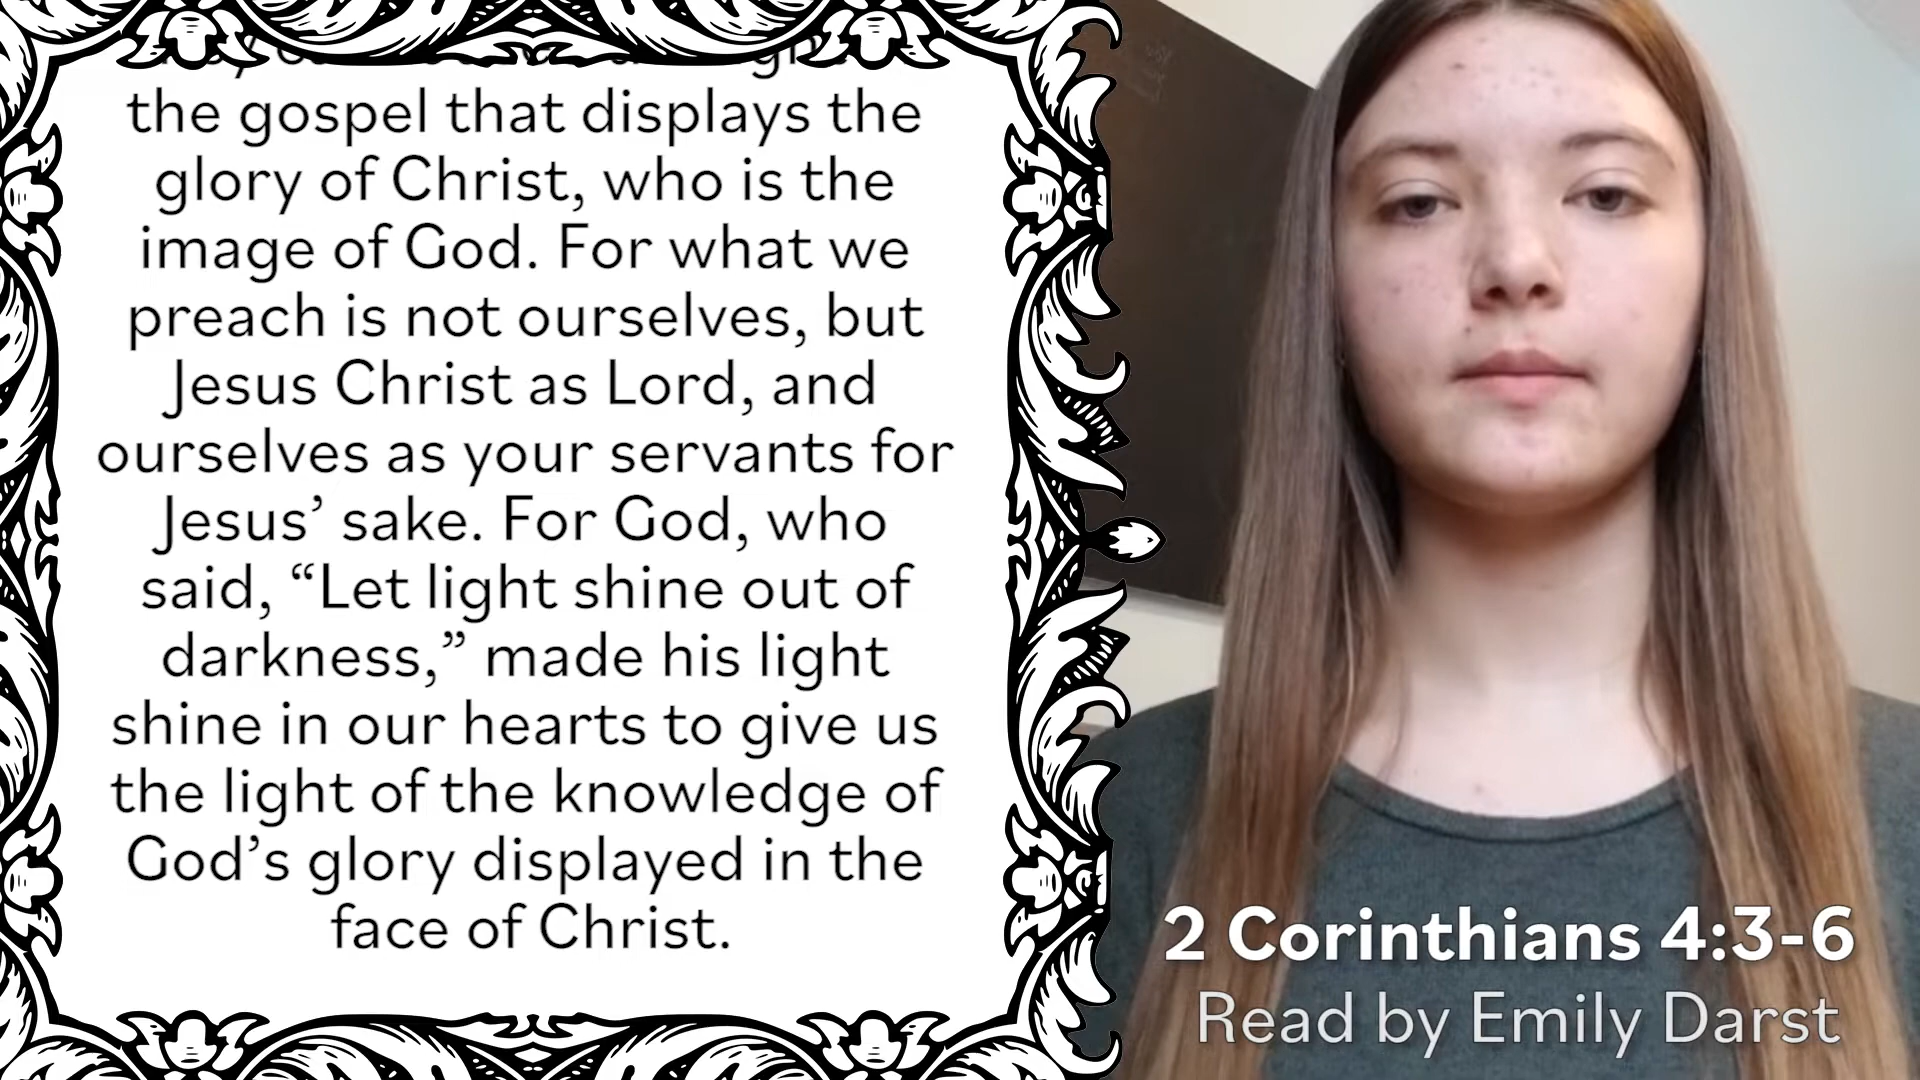 the gospel that displays the
glory of Christ, who is the
image of God. For what we
preach is not ourselves, but
Jesus Christ as Lord, and
ourselves as your servants for
Jesus’ sake. For God, who
said, “Let light shine out of
darkness,” made his light
shine in our hearts to give us
the light of the knowledge of
God’s glory displayed in the
face of Christ.
2 Corinthians 4:3-6
Read by Emily Darst